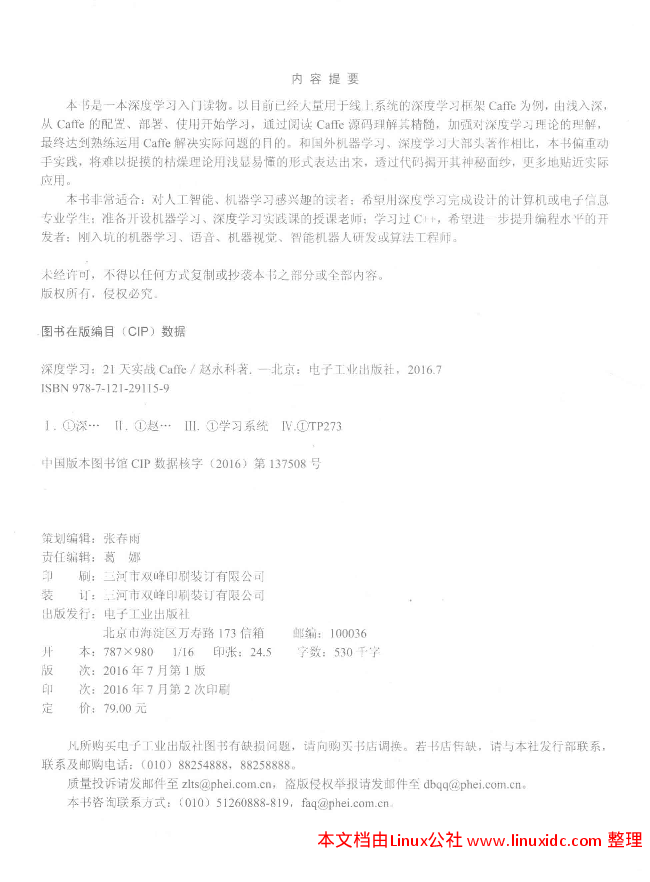 内 容 提 要
本书是一本深度学习入门读物。以目前已经大量用于线上系统的深度学习框架 Caffe 为例，由浅入深，
从 Caffe 的配置、部署、使用开始学习，通过阅读 Caffe 源码理解其精髓，加强对深度学习理论的理解，
最终达到熟练运用 Caffe 解决实际问题的目的。和国外机器学习、深度学习大部头著作相比，本书偏重动
手实践，将难以捉摸的枯燥理论用浅显易懂的形式表达出来，透过代码揭开其神秘面纱，更多地贴近实际
应用。
本书非常适合：对人工智能、机器学习感兴趣的读者；希望用深度学习完成设计的计算机或电子信息
专业学生；准备开设机器学习、深度学习实践课的授课老师；学习过 C++，希望进一步提升编程水平的开
发者；刚入坑的机器学习、语音、机器视觉、智能机器人研发或算法工程师。
未经许可，不得以任何方式复制或抄袭本书之部分或全部内容。
版权所有，侵权必究。
图书在版编目（CIP）数据
深度学习：21 天实战 Caffe / 赵永科著. —北京：电子工业出版社，2016.7
ISBN 978-7-121-29115-9
Ⅰ. ①深… Ⅱ. ①赵… Ⅲ. ①学习系统 Ⅳ.①TP273
中国版本图书馆 CIP 数据核字（2016）第 137508 号
策划编辑：张春雨
责任编辑：葛 娜
印 刷：三河市双峰印刷装订有限公司
装 订：三河市双峰印刷装订有限公司
出版发行：电子工业出版社
北京市海淀区万寿路 173 信箱 邮编：100036
开 本：787×980 1/16 印张：24.5 字数：530 千字
版 次：2016 年 7 月第 1 版
印 次：2016 年 7 月第 2 次印刷
定 价：79.00 元
凡所购买电子工业出版社图书有缺损问题，请向购买书店调换。若书店售缺，请与本社发行部联系，
联系及邮购电话：（010）88254888，88258888。
质量投诉请发邮件至 zlts@phei.com.cn，盗版侵权举报请发邮件至 dbqq@phei.com.cn。
本书咨询联系方式：（010）51260888-819，faq@phei.com.cn。
本文档由Linux公社 www.linuxidc.com 整理